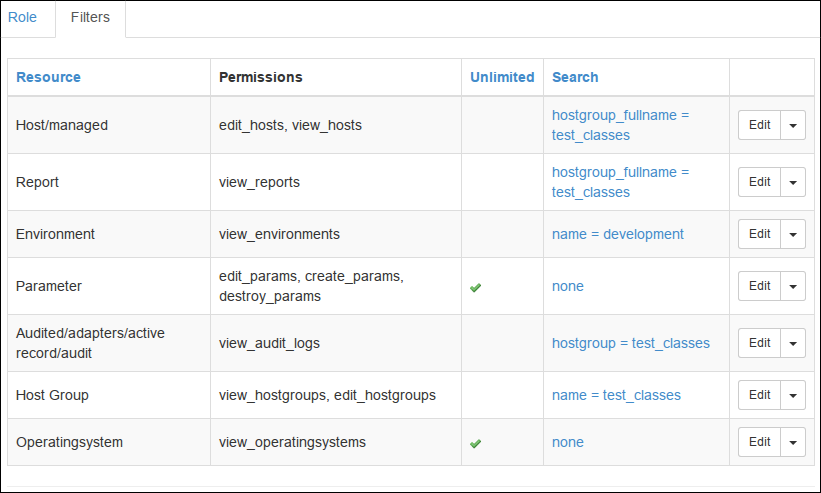 Role Filters
Resource Permissions Unlimited Search
Host/managed edit_hosts, view_hosts hostgroup_fullname = test_classes Edit
Report view_reports hostgroup_fullname = test_classes Edit
Environment view_environments name = development Edit
Parameter edit_params, create_params, destroy_params none Edit
Audited/adapters/active record/audit view_audit_logs hostgroup = test_classes Edit
Host Group view_hostgroups, edit_hostgroups name = test_classes Edit
Operatingsystem view_operatingsystems none Edit